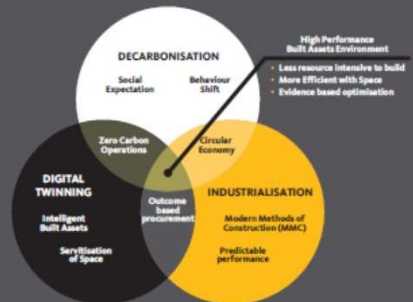 High Performance
Built Assets Environment
• Less resource intensive to build
• More Efficient with Space
• Evidence based optimisation
DECARBONISATION
Social
Expectation
Behaviour
Shift
Zero Carbon
Operations
Circular
Economy
DIGITAL
TWINNING
Intelligent
Built Assets
Servitisation
of Space
Outcome
based
procurement
INDUSTRIALISATION
Modern Methods of
Construction (MMC)
Predictable
performance